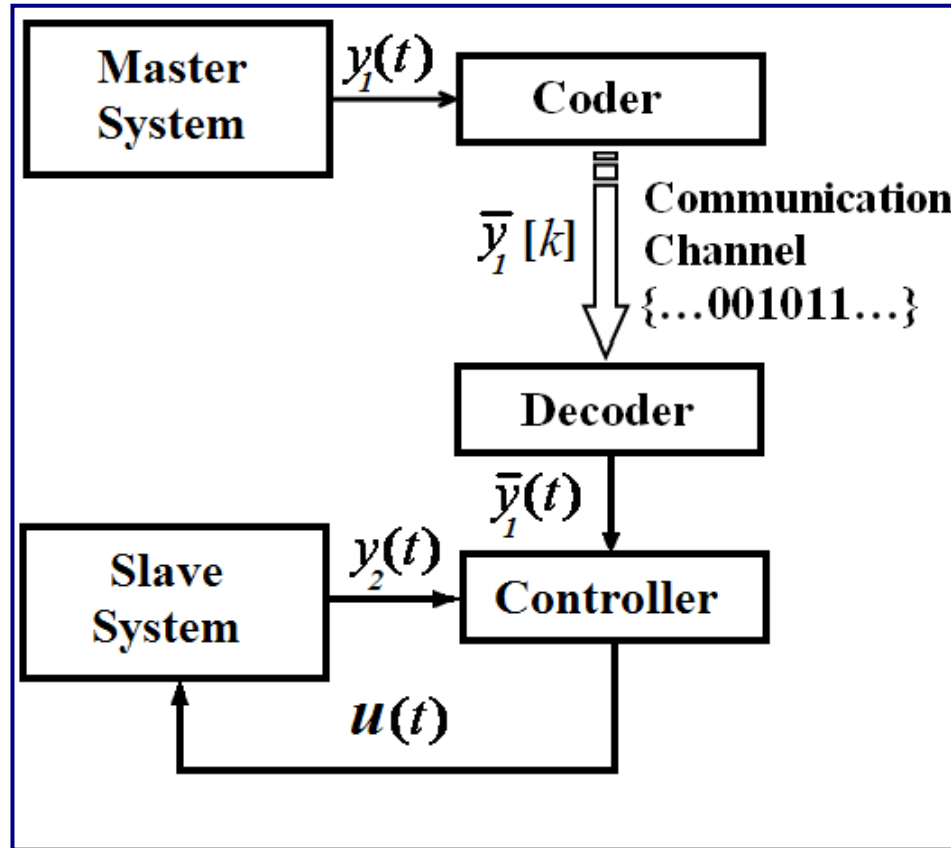 Master
System
y₁(t)
Coder
ȳ₁ [k]
Communication
Channel
{…001011…}
Decoder
ȳ₁(t)
Slave
System
y₂(t)
Controller
u(t)